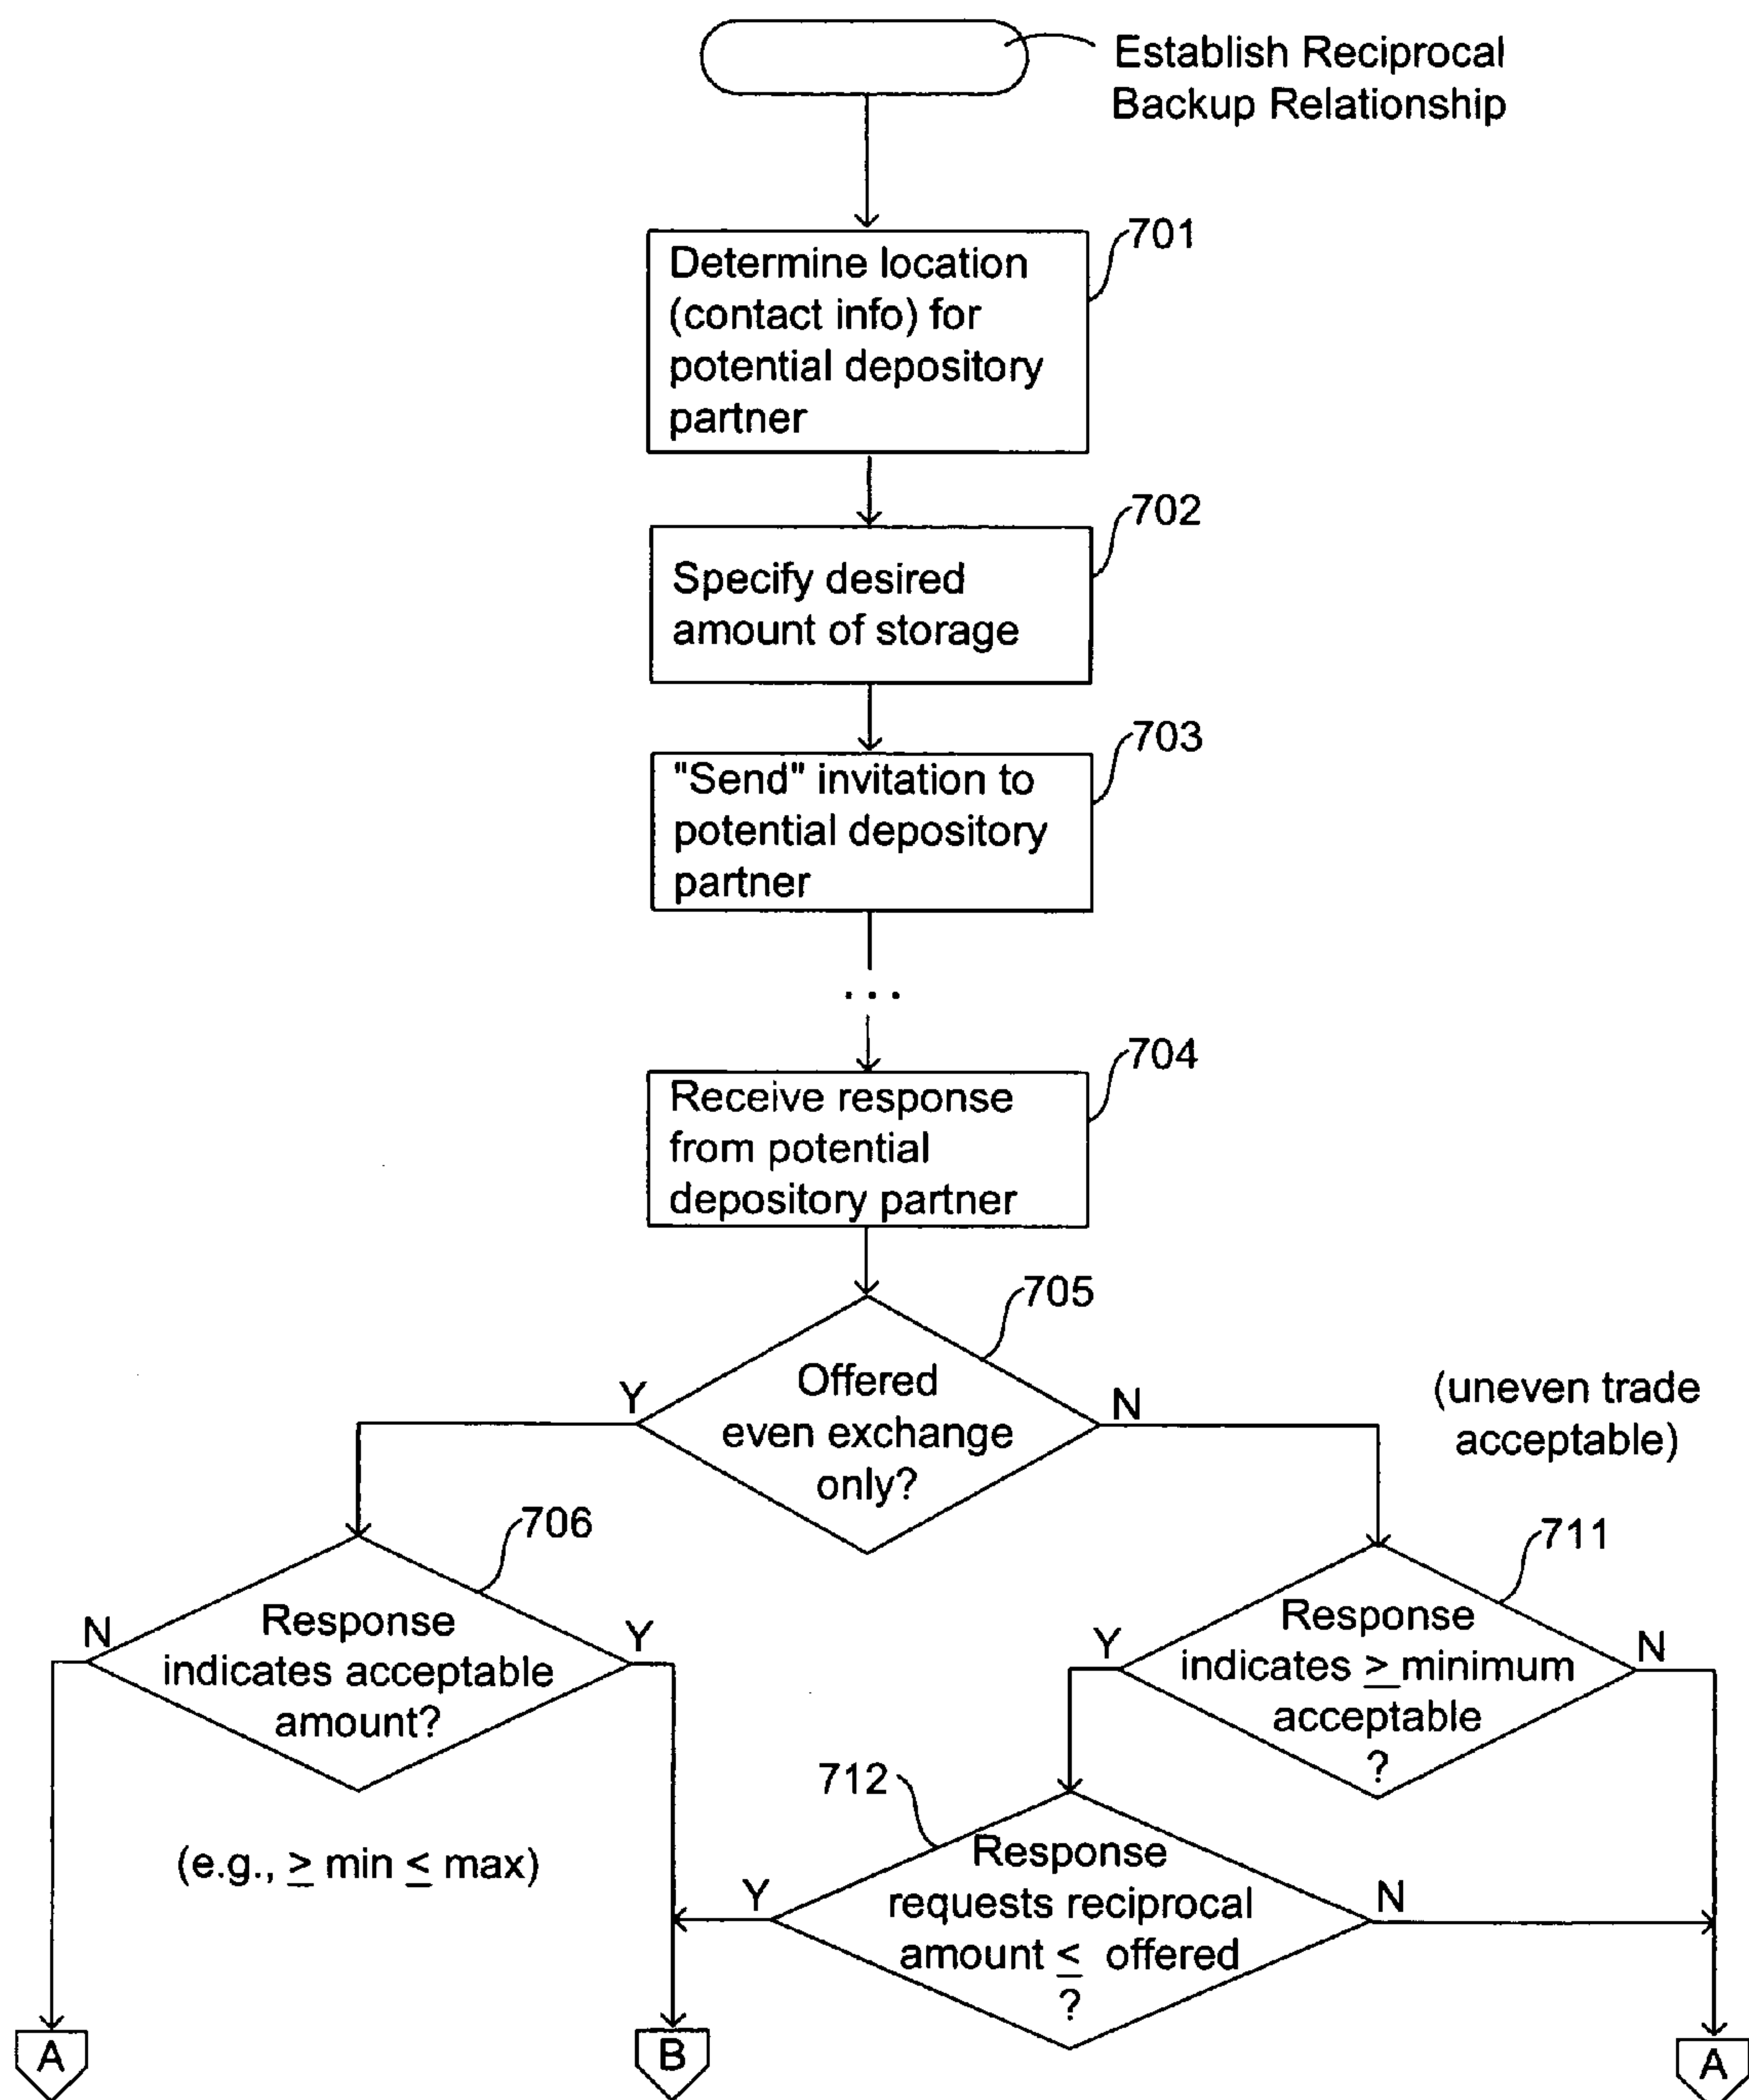 Establish Reciprocal
Backup Relationship
701
Determine location
(contact info) for
potential depository
partner
702
Specify desired
amount of storage
703
"Send" invitation to
potential depository
partner
...
704
Receive response
from potential
depository partner
705
Offered
even exchange
only?
Y
N
(uneven trade
acceptable)
706
Response
indicates acceptable
amount?
N
Y
(e.g., ≥ min ≤ max)
711
Response
indicates ≥ minimum
acceptable
?
Y
N
712
Response
requests reciprocal
amount ≤ offered
?
Y
N
A
B
A